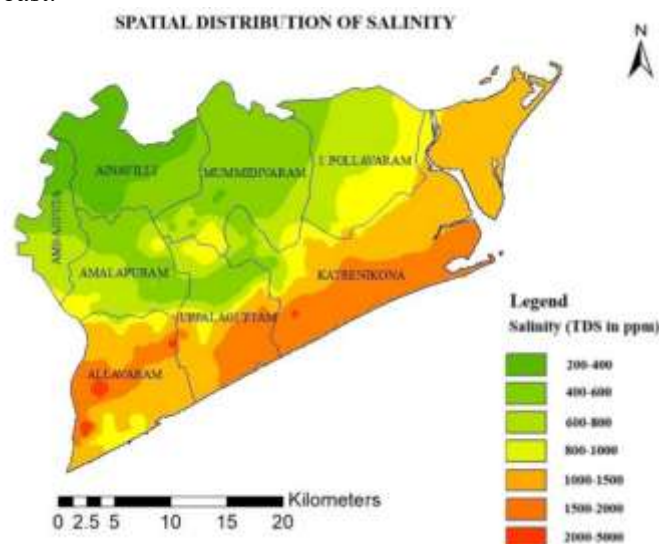 SPATIAL DISTRIBUTION OF SALINITY
N
AINAVILLI
MUMMIDIVARAM
I POLLAVARAM
AMALAPURAM
KATRENIKONA
UPPALAGUPTAM
ALLAVARAM
Legend
Salinity (TDS in ppm)
200-400
400-600
600-800
800-1000
1000-1500
1500-2000
2000-5000
Kilometers
0 2.5 5 10 15 20